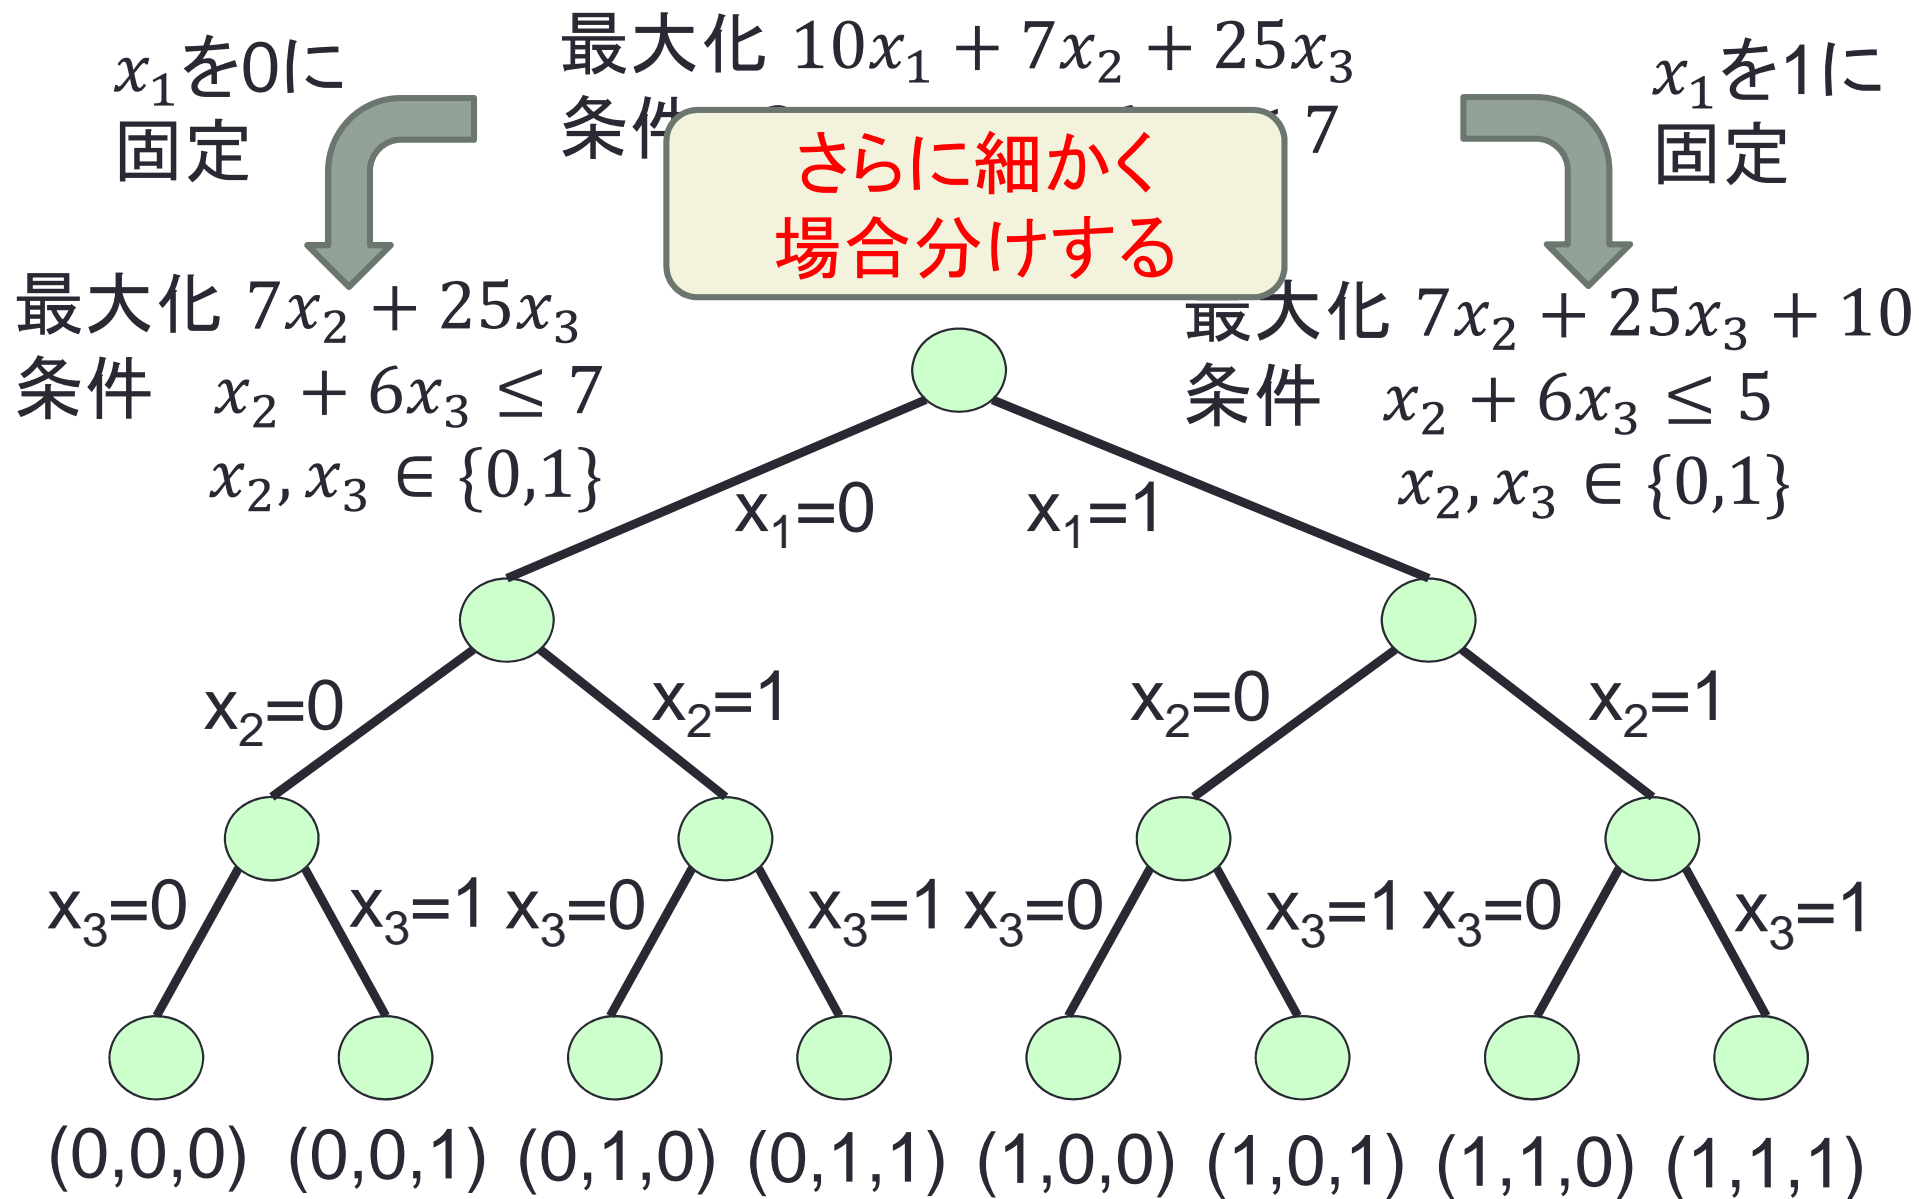 最大化 10x₁ + 7x₂ + 25x₃
条件 7
x₁を0に
固定
x₁を1に
固定
さらに細かく
場合分けする
最大化 7x₂ + 25x₃
条件 x₂ + 6x₃ ≤ 7
x₂, x₃ ∈ {0,1}
最大化 7x₂ + 25x₃ + 10
条件 x₂ + 6x₃ ≤ 5
x₂, x₃ ∈ {0,1}
x₁=0 x₁=1
x₂=0 x₂=1 x₂=0 x₂=1
x₃=0 x₃=1 x₃=0 x₃=1 x₃=0 x₃=1 x₃=0 x₃=1
(0,0,0) (0,0,1) (0,1,0) (0,1,1) (1,0,0) (1,0,1) (1,1,0) (1,1,1)